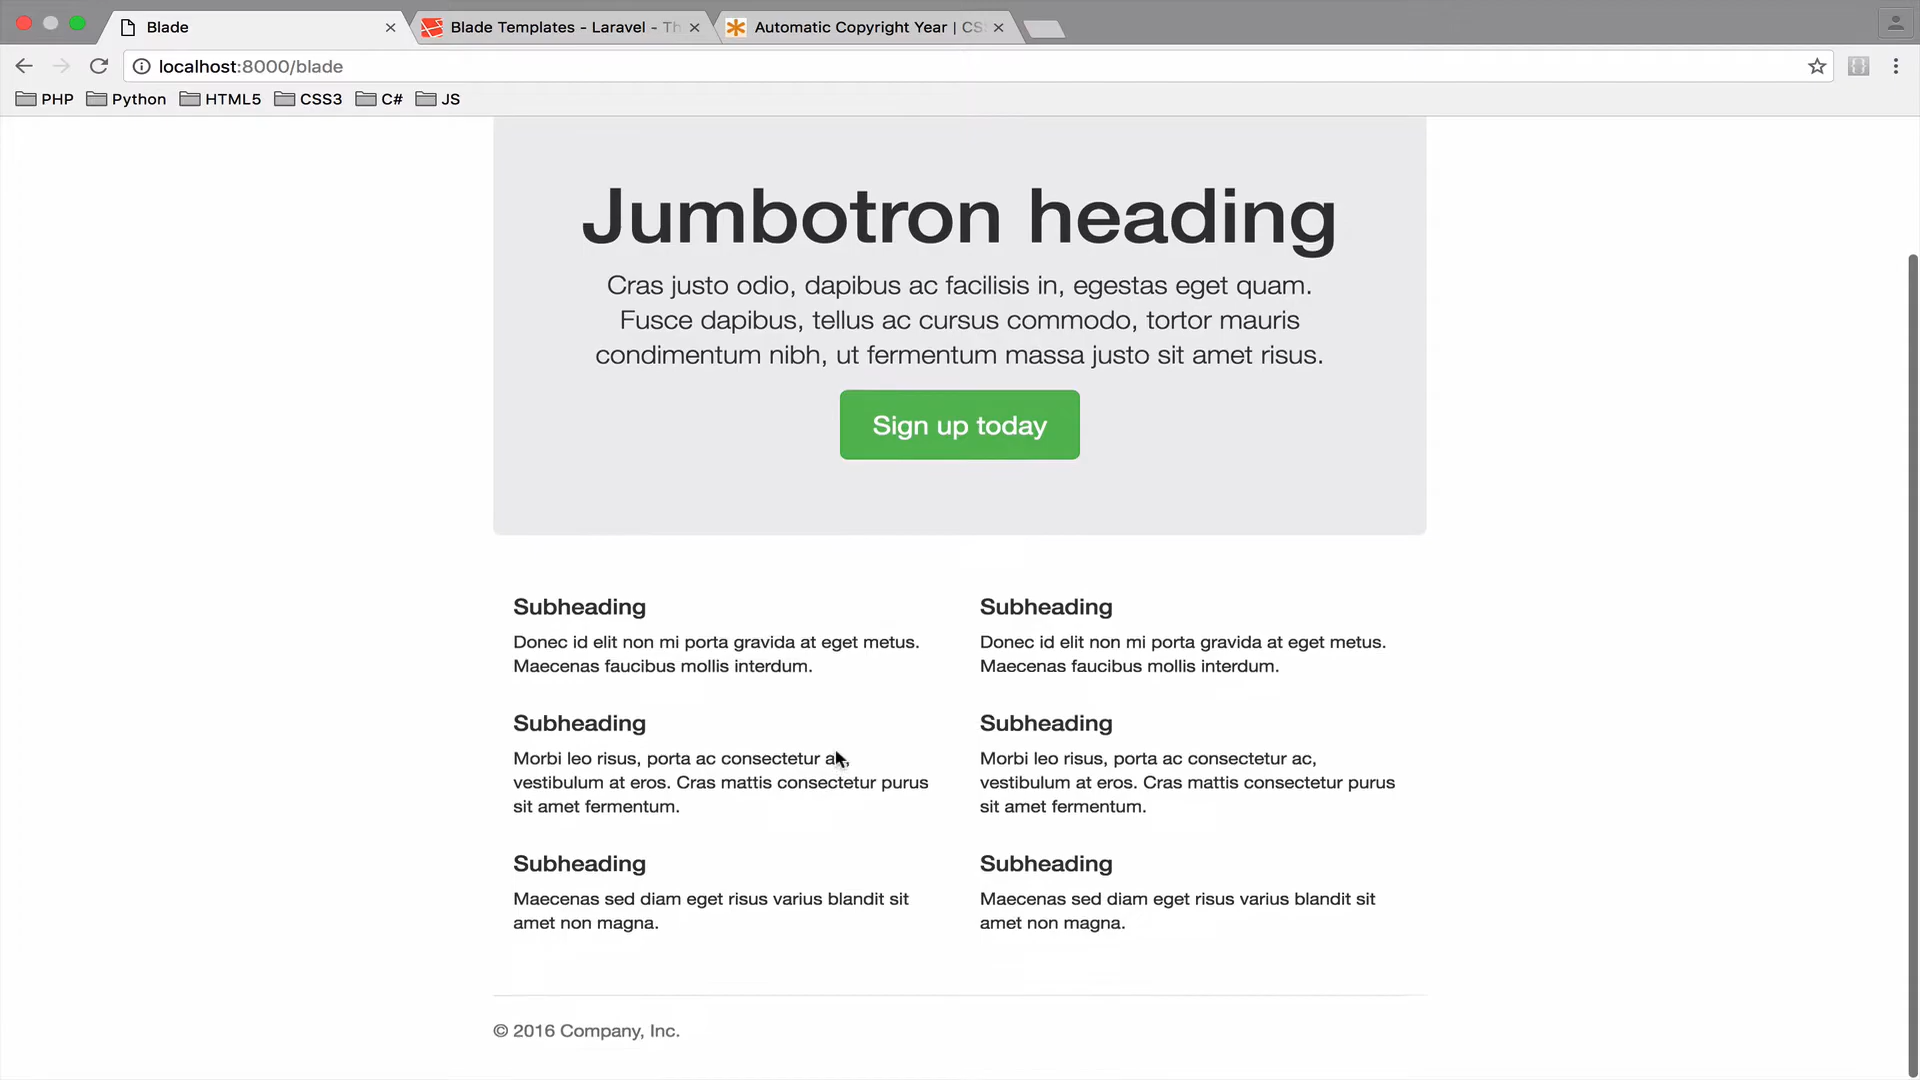 Blade
Blade Templates - Laravel - Th
Automatic Copyright Year | CS
localhost:8000/blade
PHP
Python
HTML5
CSS3
C#
JS
Jumbotron heading
Cras justo odio, dapibus ac facilisis in, egestas eget quam.
Fusce dapibus, tellus ac cursus commodo, tortor mauris
condimentum nibh, ut fermentum massa justo sit amet risus.
Sign up today
Subheading
Donec id elit non mi porta gravida at eget metus.
Maecenas faucibus mollis interdum.
Subheading
Morbi leo risus, porta ac consectetur ac,
vestibulum at eros. Cras mattis consectetur purus
sit amet fermentum.
Subheading
Maecenas sed diam eget risus varius blandit sit
amet non magna.
Subheading
Donec id elit non mi porta gravida at eget metus.
Maecenas faucibus mollis interdum.
Subheading
Morbi leo risus, porta ac consectetur ac,
vestibulum at eros. Cras mattis consectetur purus
sit amet fermentum.
Subheading
Maecenas sed diam eget risus varius blandit sit
amet non magna.
© 2016 Company, Inc.